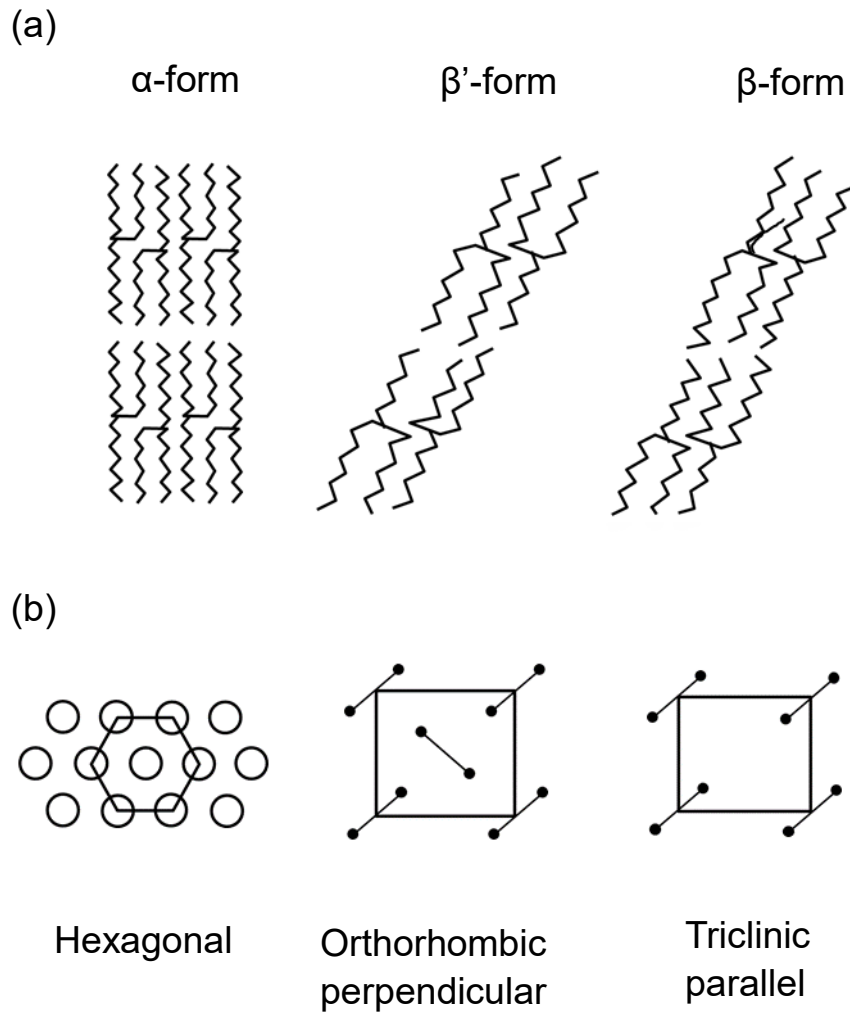 (a)
α-form
β’-form
β-form
(b)
Hexagonal
Orthorhombic
perpendicular
Triclinic
parallel